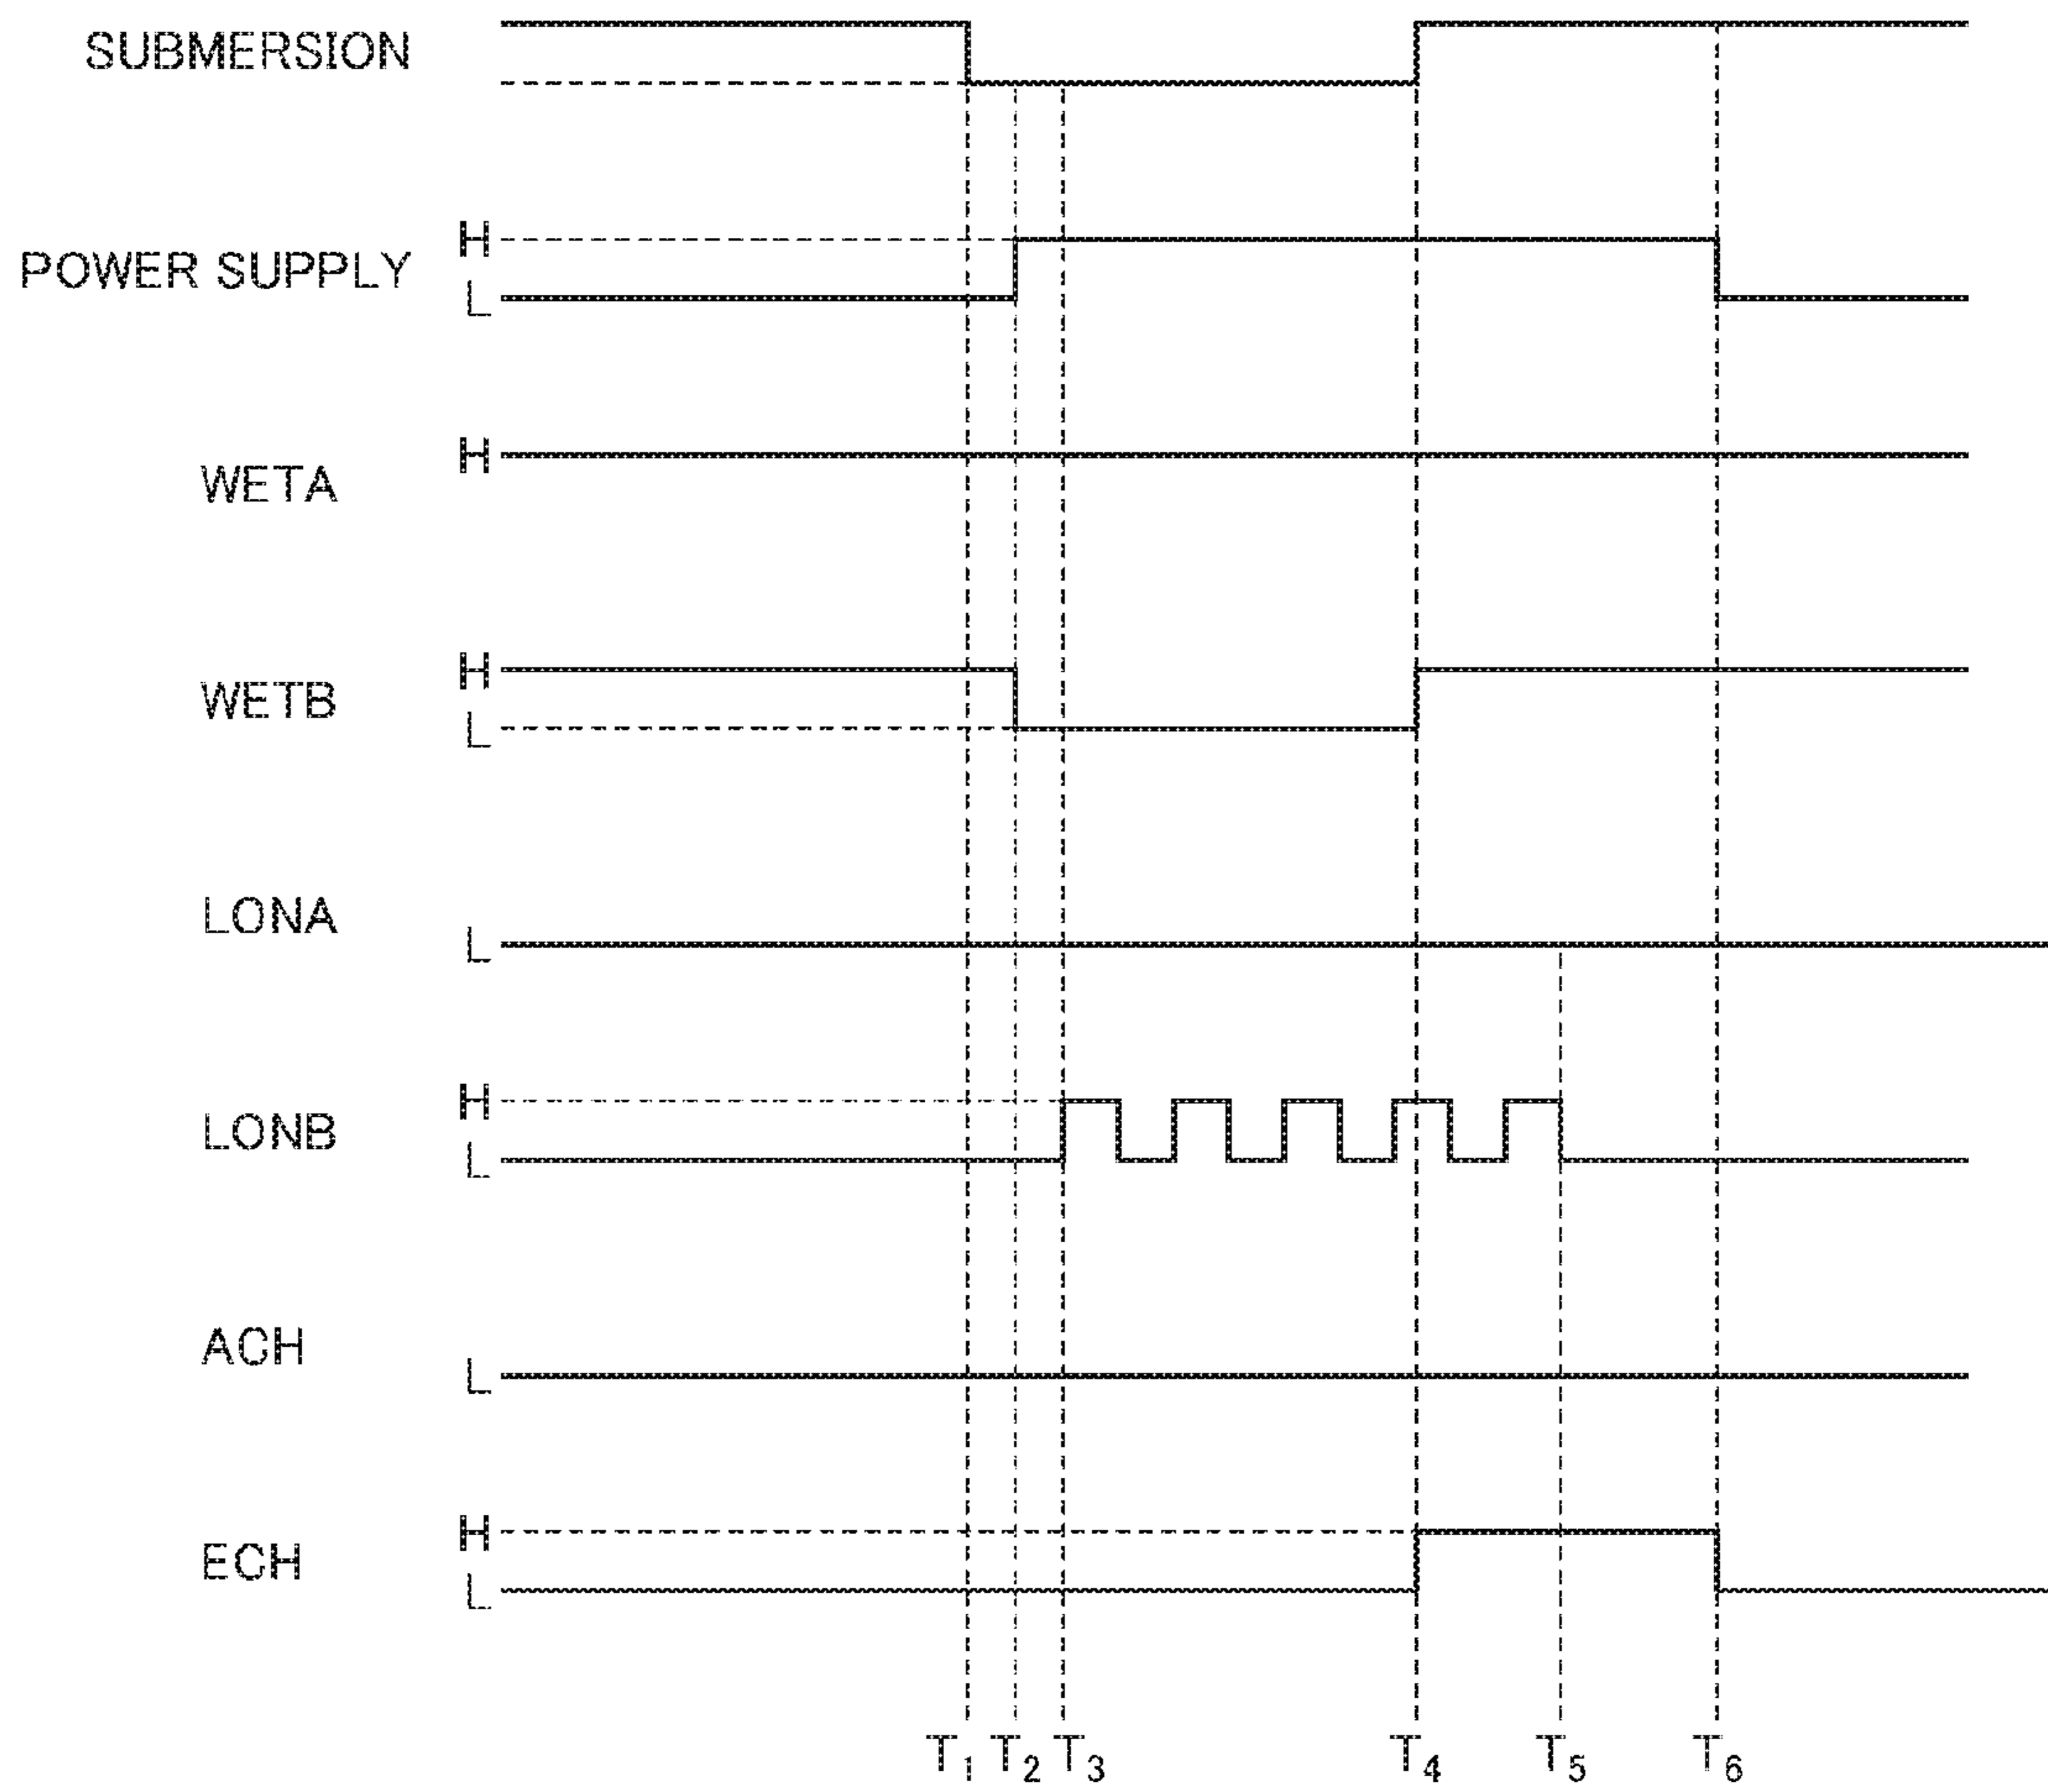 SUBMERSION
POWER SUPPLY H
L
WETA H
WETB H
L
LONA L
LONB H
L
ACH L
ECH H
L
T1 T2 T3 T4 T5 T6